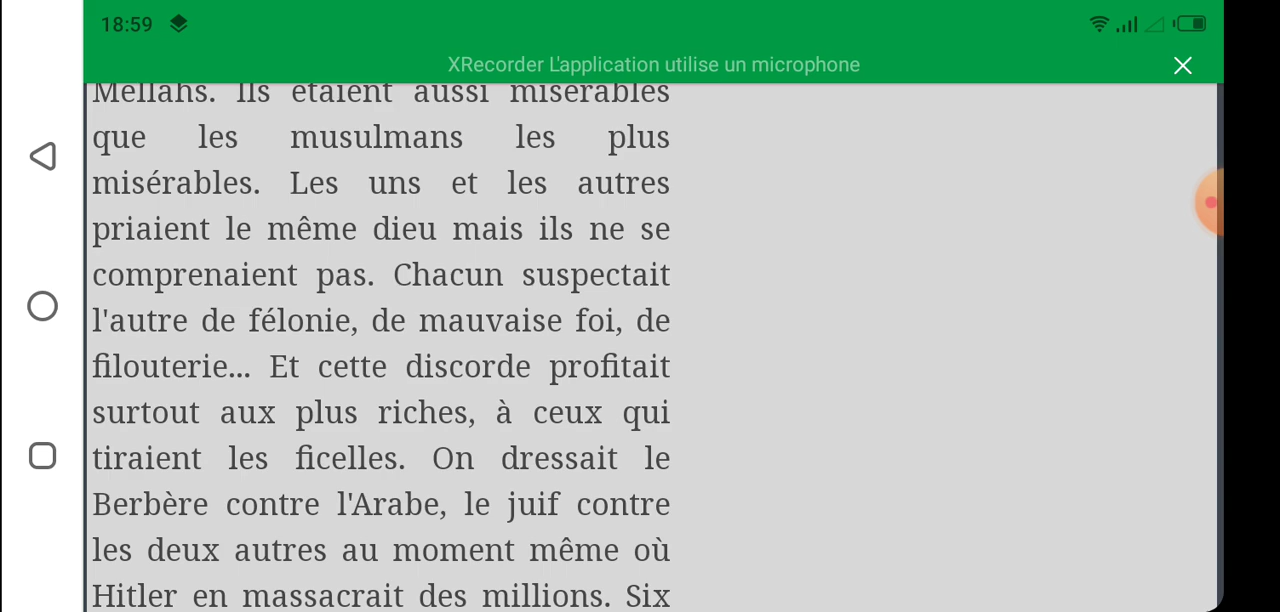 18:59
XRecorder L'application utilise un microphone
Mellahs. Ils étaient aussi misérables
que les musulmans les plus
misérables. Les uns et les autres
priaient le même dieu mais ils ne se
comprenaient pas. Chacun suspectait
l'autre de félonie, de mauvaise foi, de
filouterie... Et cette discorde profitait
surtout aux plus riches, à ceux qui
tiraient les ficelles. On dressait le
Berbère contre l'Arabe, le juif contre
les deux autres au moment même où
Hitler en massacrait des millions. Six